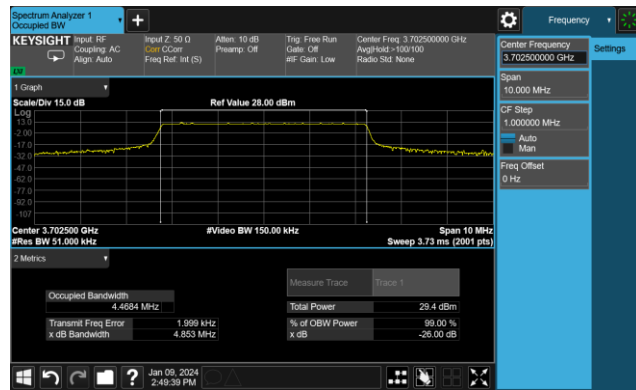 Spectrum Analyzer 1
Occupied BW
Frequency
KEYSIGHT
Input: RF
Coupling: AC
Align: Auto
Input Z: 50 Ω
Corr CCorr
Freq Ref: Int (S)
Atten: 10 dB
Preamp: Off
Trig: Free Run
Gate: Off
#IF Gain: Low
Center Freq: 3.702500000 GHz
Avg|Hold:>100/100
Radio Std: None
Center Frequency
3.702500000 GHz
Settings
Span
10.000 MHz
CF Step
1.000000 MHz
Auto
Man
Freq Offset
0 Hz
1 Graph
Scale/Div 15.0 dB
Ref Value 28.00 dBm
Log
13.0
-2.00
-17.0
-32.0
-47.0
-62.0
-77.0
-92.0
-107
Center 3.702500 GHz
#Video BW 150.00 kHz
Span 10 MHz
#Res BW 51.000 kHz
Sweep 3.73 ms (2001 pts)
2 Metrics
Measure Trace
Trace 1
Occupied Bandwidth
4.4684 MHz
Total Power
29.4 dBm
Transmit Freq Error
1.999 kHz
% of OBW Power
99.00 %
x dB Bandwidth
4.853 MHz
x dB
-26.00 dB
Jan 09, 2024
2:49:39 PM